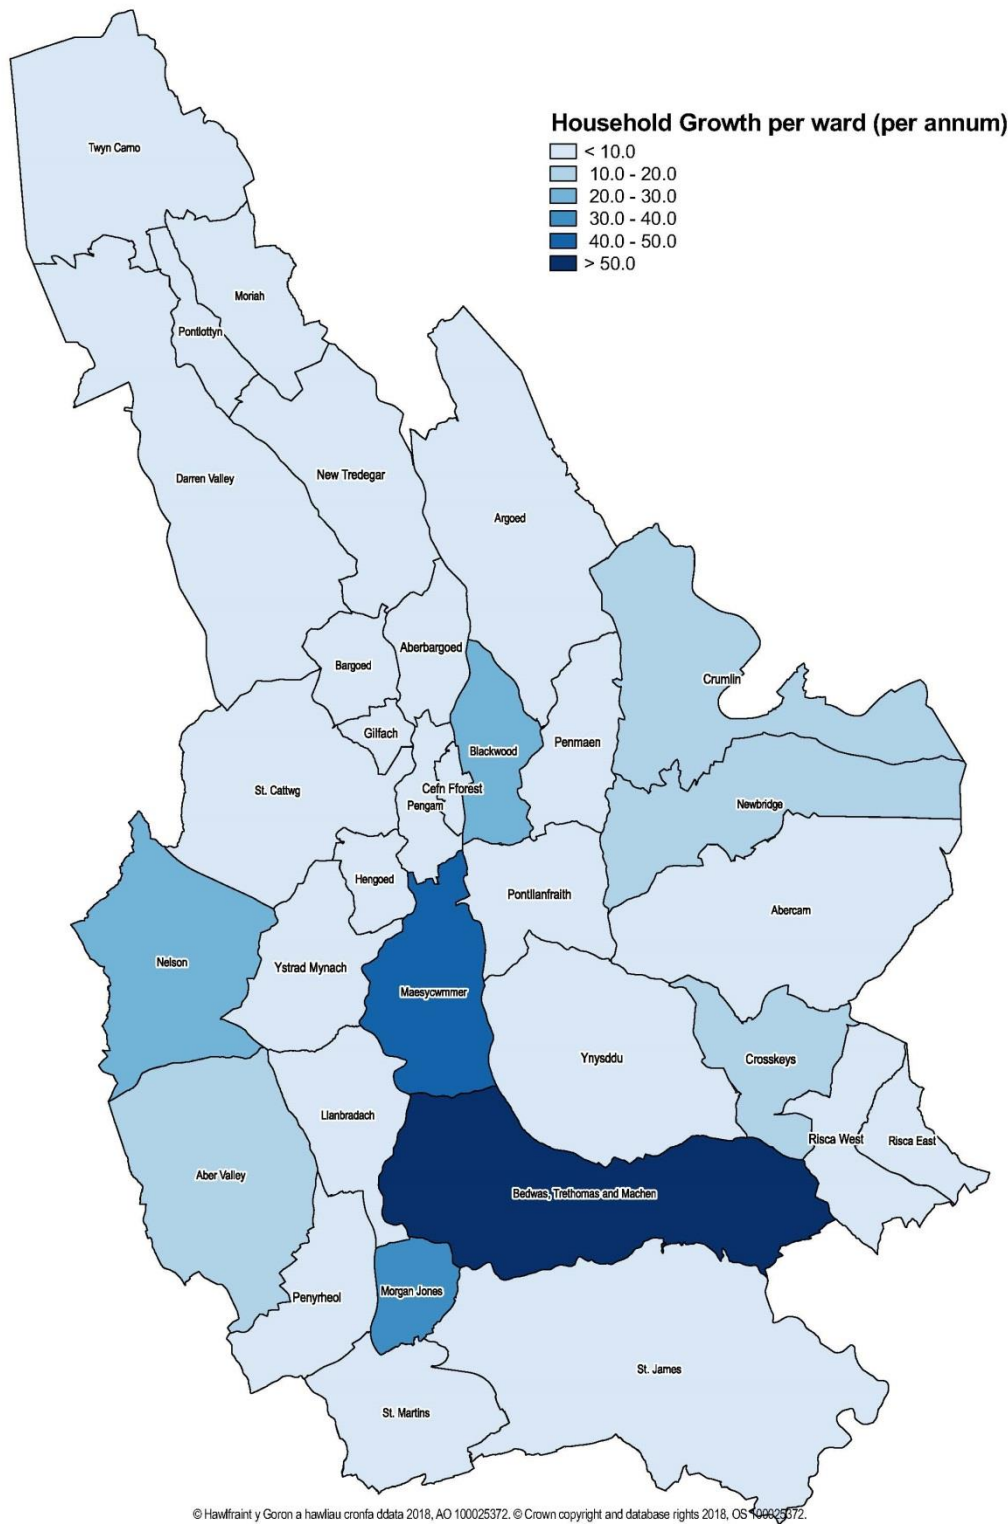 Household Growth per ward (per annum)
< 10.0
10.0 - 20.0
20.0 - 30.0
30.0 - 40.0
40.0 - 50.0
> 50.0
Twyn Carno
Moriah
Pontlottyn
Darren Valley
New Tredegar
Argoed
Bargoed
Aberbargoed
Crumlin
Gilfach
Blackwood
Penmaen
St. Cattwg
Cefn Fforest
Pengam
Newbridge
Hengoed
Pontllanfraith
Abercarn
Nelson
Ystrad Mynach
Maesycwmmer
Ynysddu
Crosskeys
Llanbradach
Risca West
Risca East
Aber Valley
Bedwas, Trethomas and Machen
Penyrheol
Morgan Jones
St. James
St. Martins
© Hawlfraint y Goron a hawliau cronfa ddata 2018, AO 100025372. © Crown copyright and database rights 2018, OS 100025372.